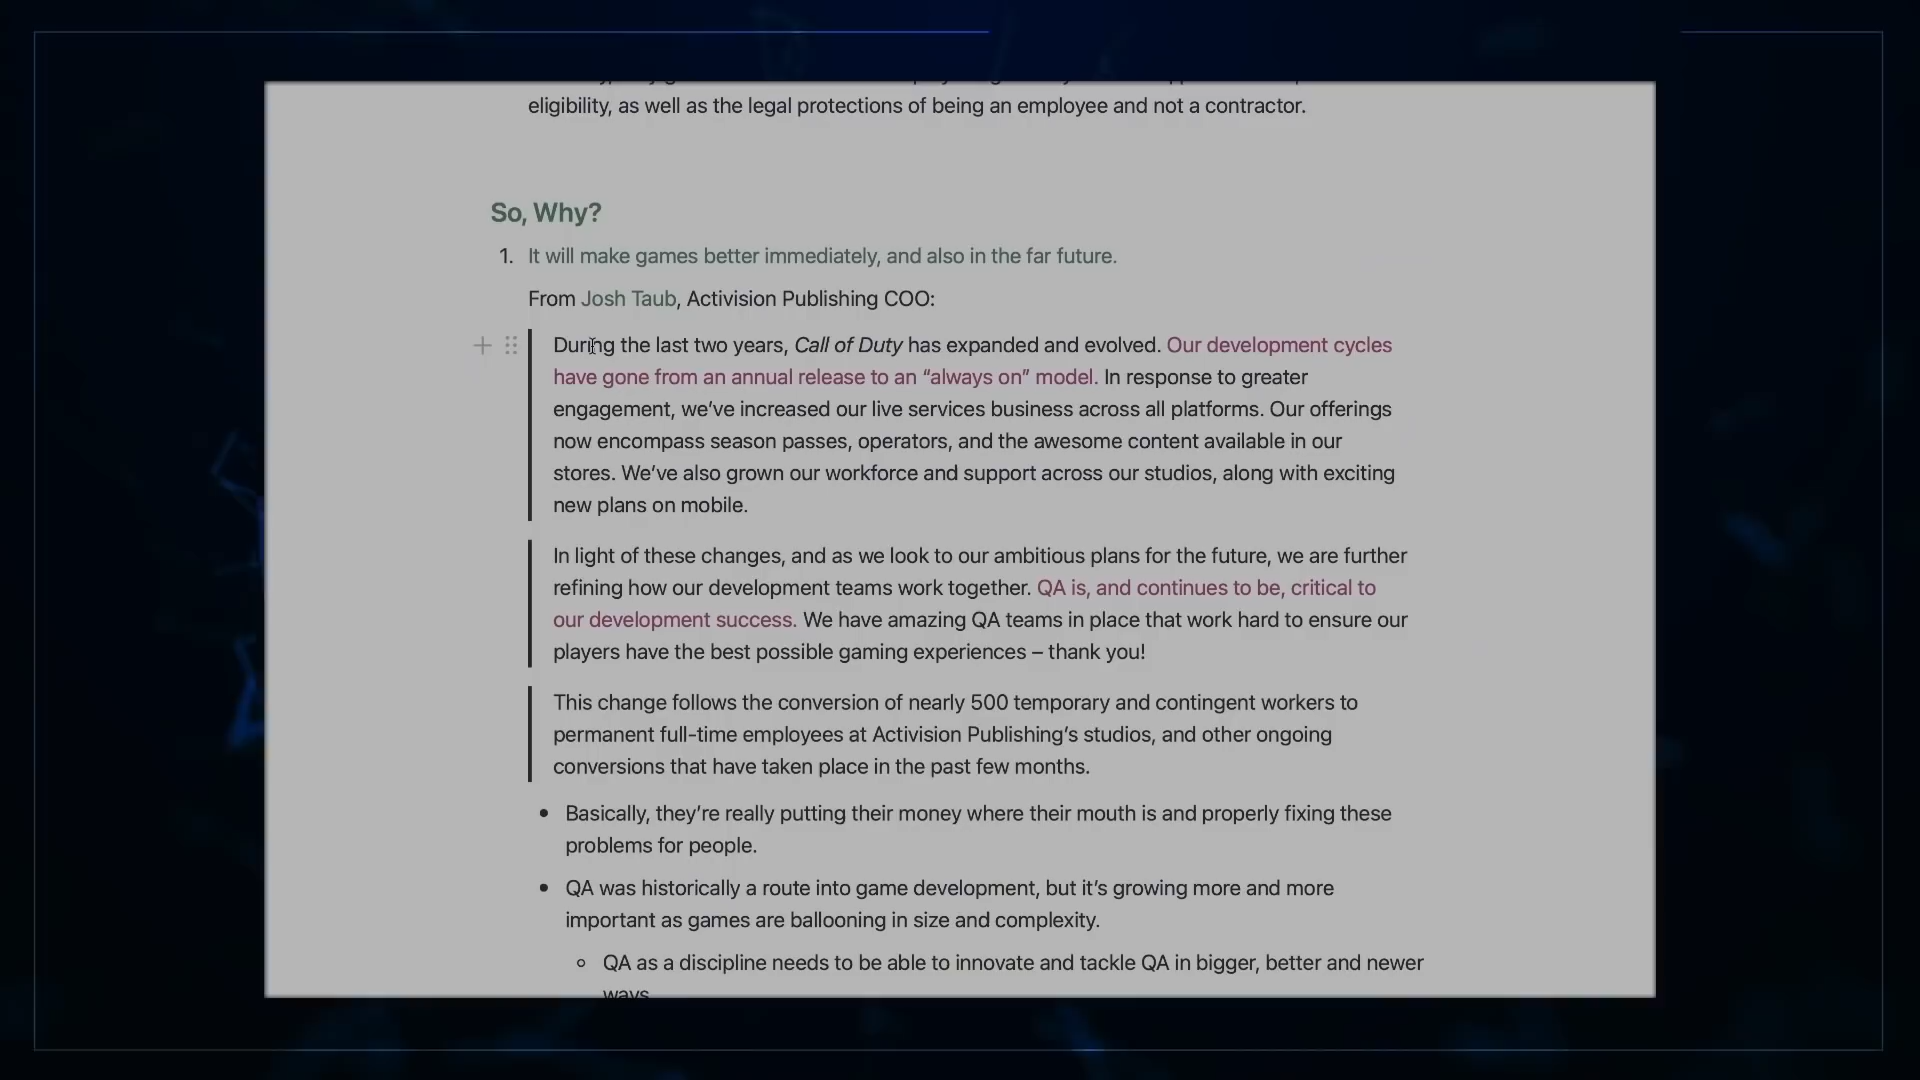 eligibility, as well as the legal protections of being an employee and not a contractor.
So, Why?
1. It will make games better immediately, and also in the far future.
From Josh Taub, Activision Publishing COO:
During the last two years, Call of Duty has expanded and evolved. Our development cycles
have gone from an annual release to an “always on” model. In response to greater
engagement, we’ve increased our live services business across all platforms. Our offerings
now encompass season passes, operators, and the awesome content available in our
stores. We’ve also grown our workforce and support across our studios, along with exciting
new plans on mobile.
In light of these changes, and as we look to our ambitious plans for the future, we are further
refining how our development teams work together. QA is, and continues to be, critical to
our development success. We have amazing QA teams in place that work hard to ensure our
players have the best possible gaming experiences – thank you!
This change follows the conversion of nearly 500 temporary and contingent workers to
permanent full-time employees at Activision Publishing’s studios, and other ongoing
conversions that have taken place in the past few months.
• Basically, they’re really putting their money where their mouth is and properly fixing these
problems for people.
• QA was historically a route into game development, but it’s growing more and more
important as games are ballooning in size and complexity.
◦ QA as a discipline needs to be able to innovate and tackle QA in bigger, better and newer
ways